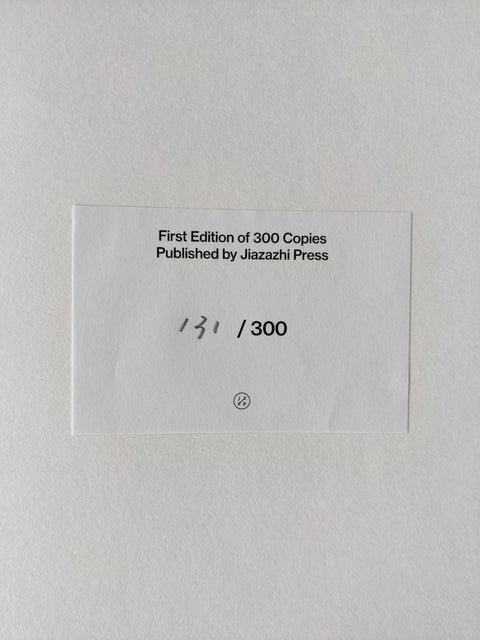 First Edition of 300 Copies
Published by Jiazazhi Press
131 / 300